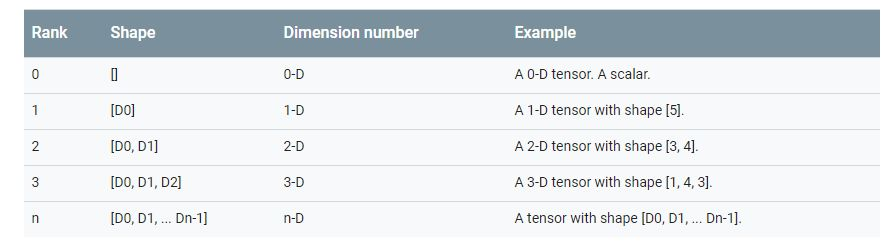 Rank Shape Dimension number Example
0 [] 0-D A 0-D tensor. A scalar.
1 [D0] 1-D A 1-D tensor with shape [5].
2 [D0, D1] 2-D A 2-D tensor with shape [3, 4].
3 [D0, D1, D2] 3-D A 3-D tensor with shape [1, 4, 3].
n [D0, D1, ... Dn-1] n-D A tensor with shape [D0, D1, ... Dn-1].